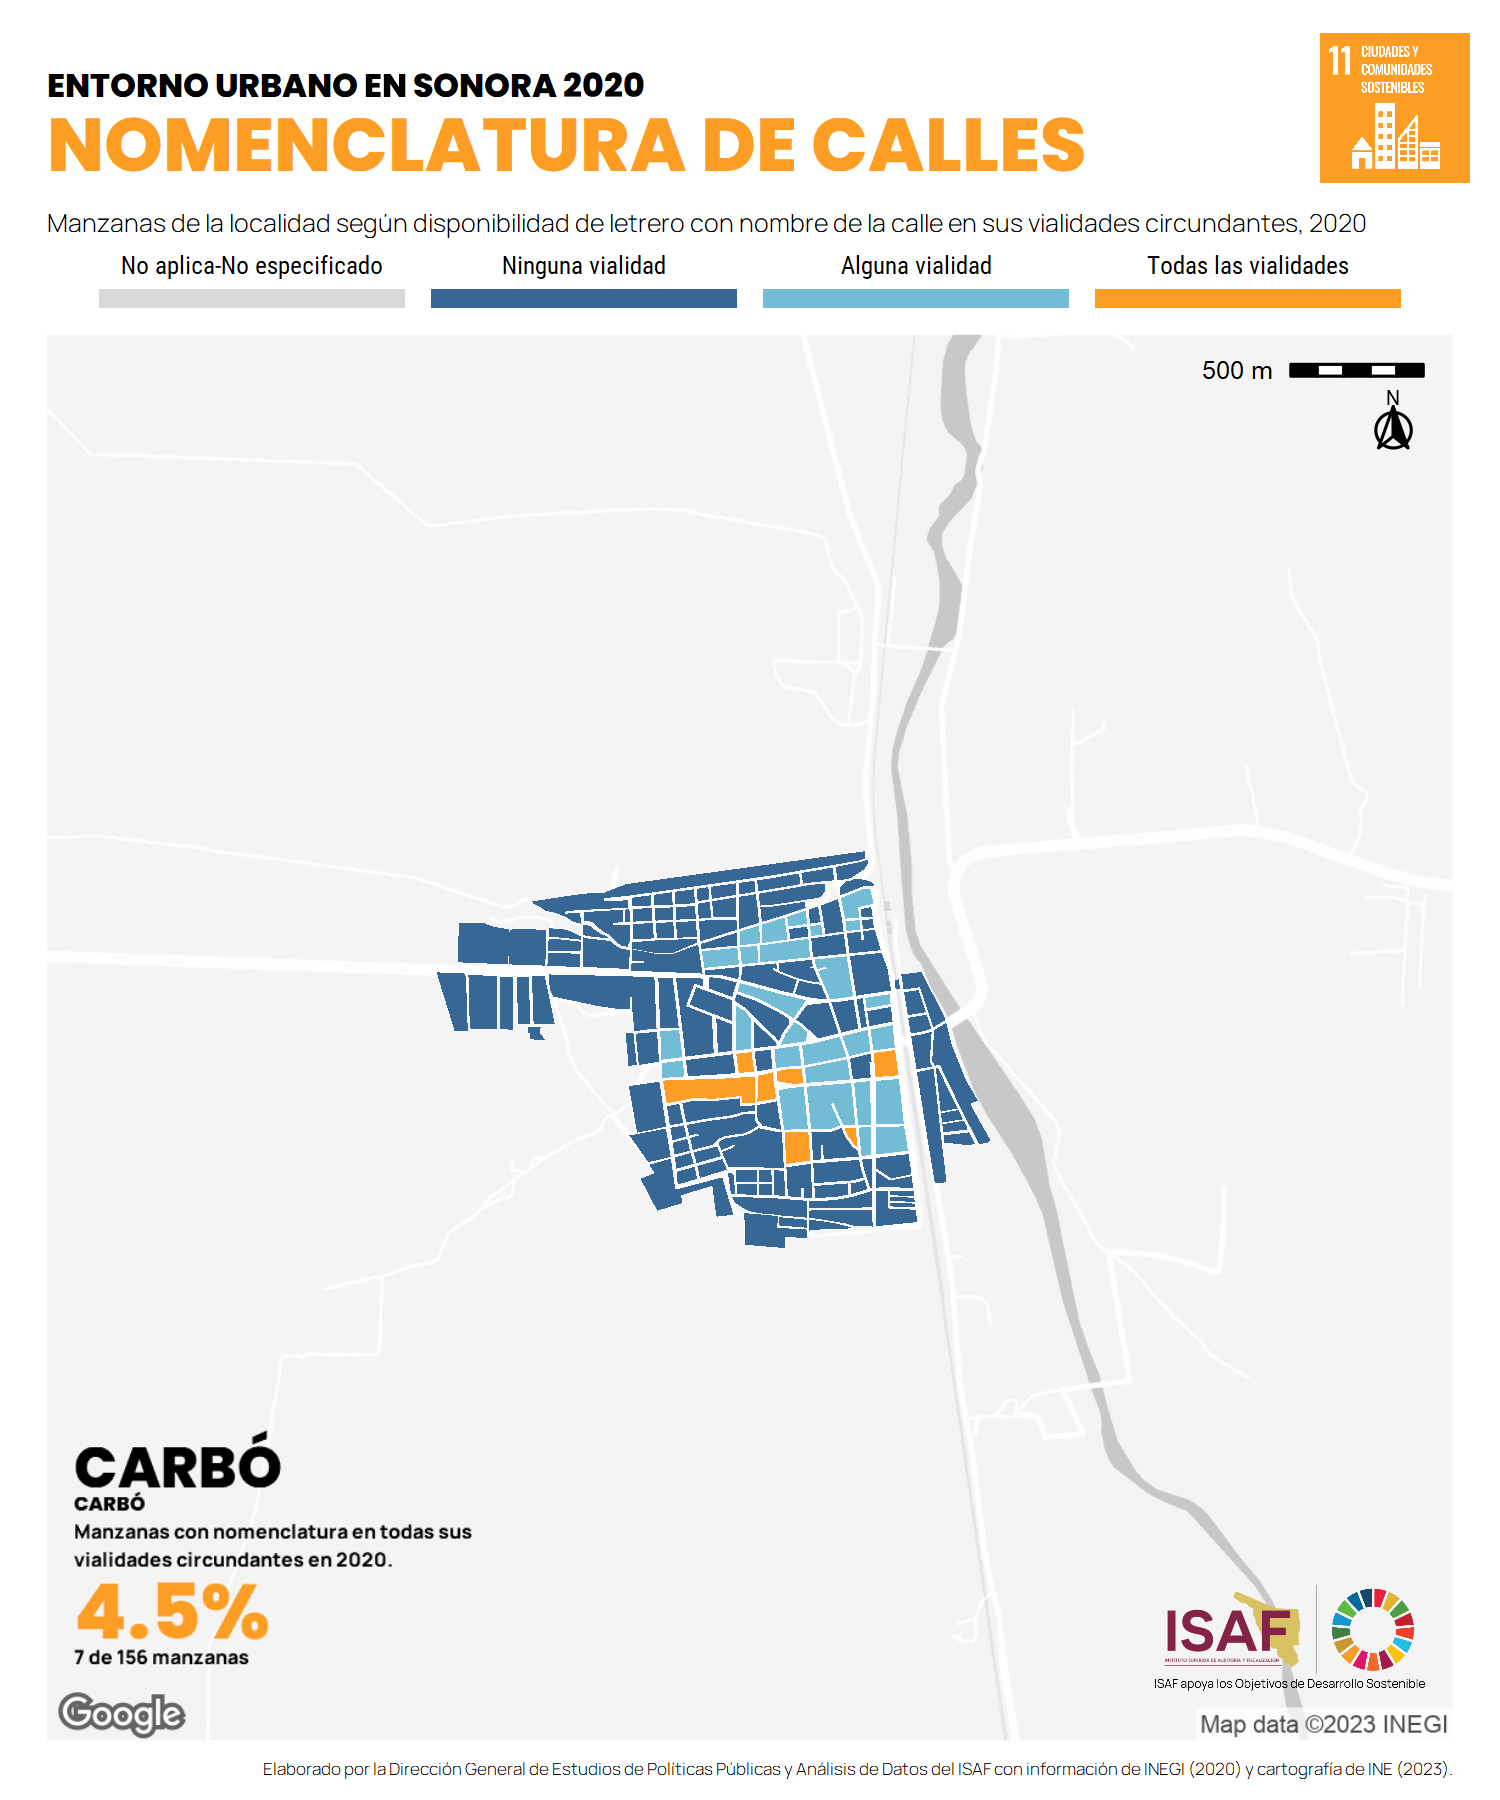 ENTORNO URBANO EN SONORA 2020
NOMENCLATURA DE CALLES
11 CIUDADES Y
COMUNIDADES
SOSTENIBLES
Manzanas de la localidad según disponibilidad de letrero con nombre de la calle en sus vialidades circundantes, 2020
No aplica-No especificado
Ninguna vialidad
Alguna vialidad
Todas las vialidades
500 m
N
CARBÓ
CARBÓ
Manzanas con nomenclatura en todas sus
vialidades circundantes en 2020.
4.5%
7 de 156 manzanas
Google
ISAF
INSTITUTO SUPERIOR DE AUDITORÍA Y FISCALIZACIÓN
ISAF apoya los Objetivos de Desarrollo Sostenible
Map data ©2023 INEGI
Elaborado por la Dirección General de Estudios de Políticas Públicas y Análisis de Datos del ISAF con información de INEGI (2020) y cartografía de INE (2023).